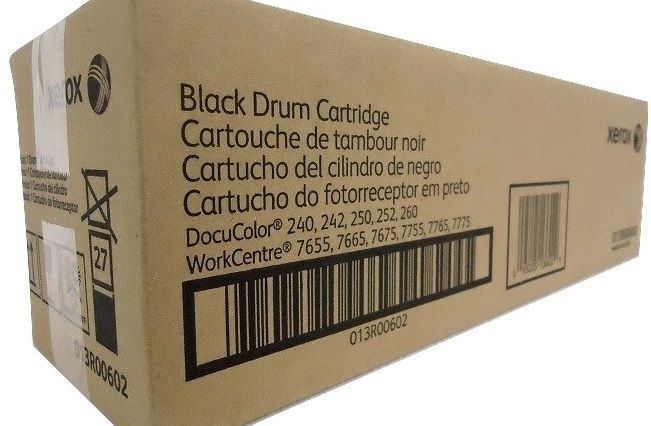 xerox
Black Drum Cartridge
Cartouche de tambour noir
Cartucho del cilindro de negro
Cartucho do fotorreceptor em preto
DocuColor® 240, 242, 250, 252, 260
WorkCentre® 7655, 7665, 7675, 7755, 7765, 7775
013R00602
xerox
27
013R00602